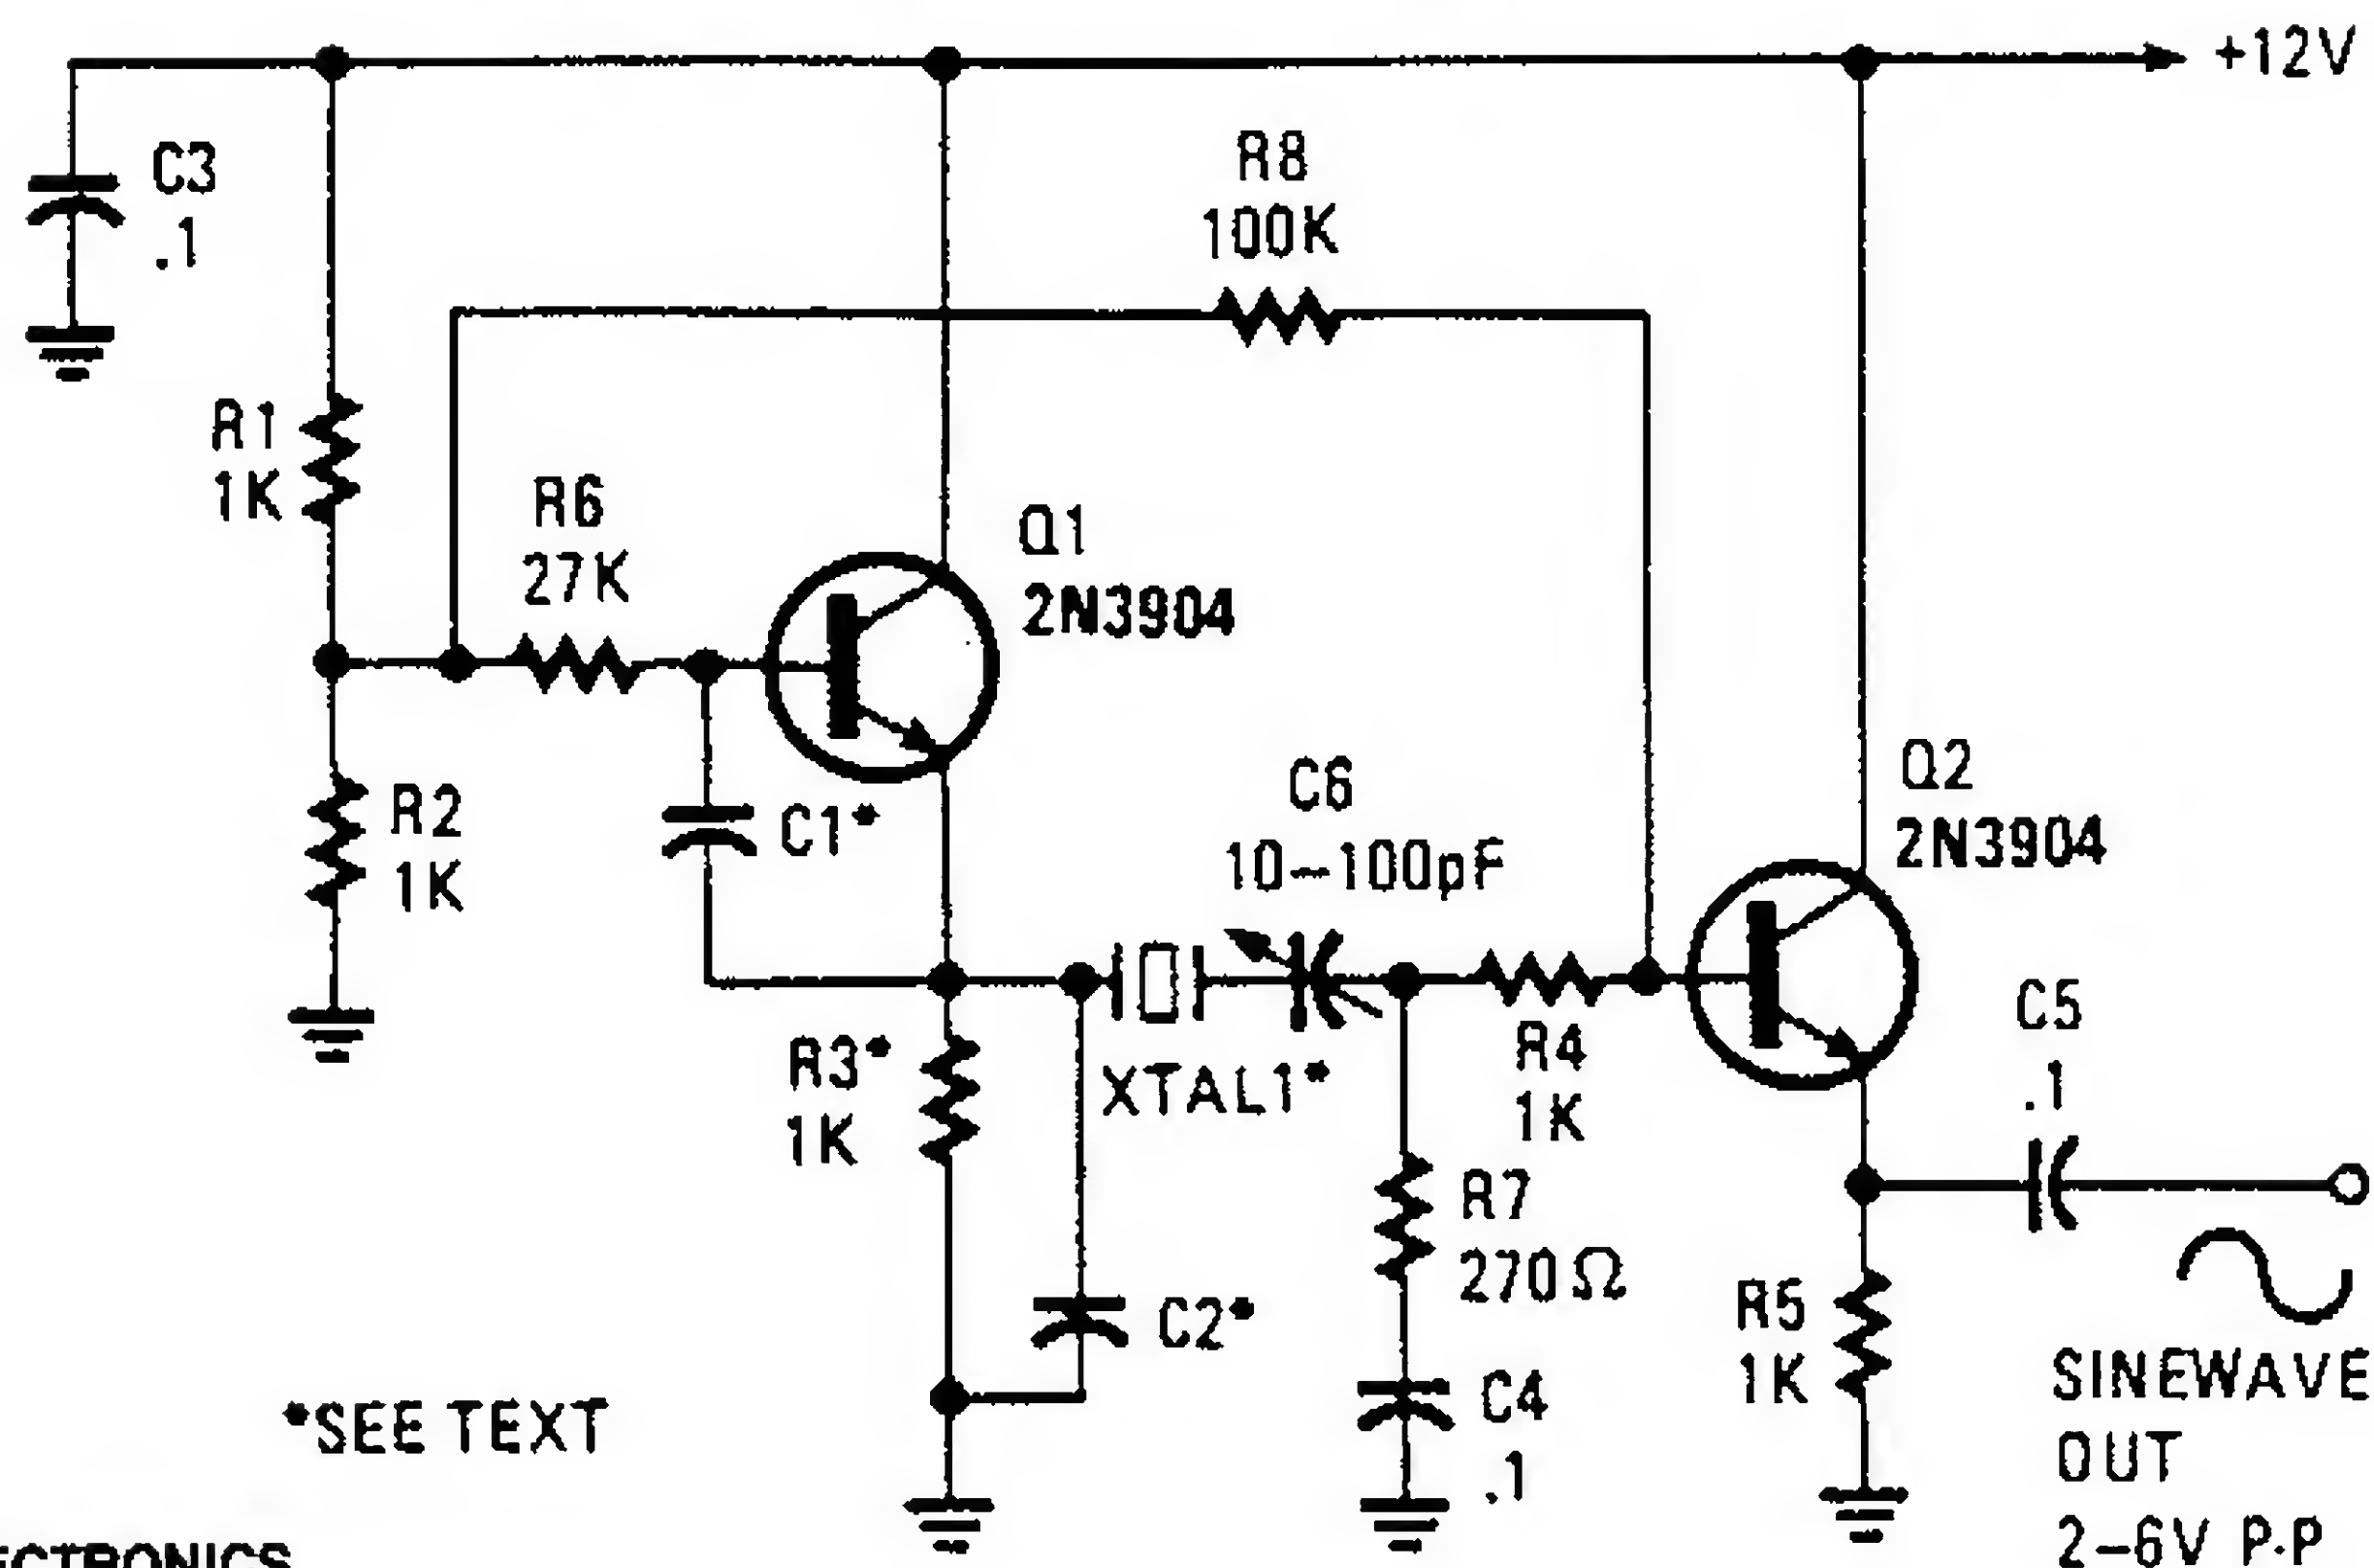 +12V
C3
.1
R8
100K
R1
1K
R6
27K
Q1
2N3904
R2
1K
C1*
C6
10–100pF
Q2
2N3904
R3*
1K
XTAL1*
R4
1K
C5
.1
R7
270Ω
C2*
R5
1K
C4
.1
*SEE TEXT
SINEWAVE
OUT
2–6V P-P